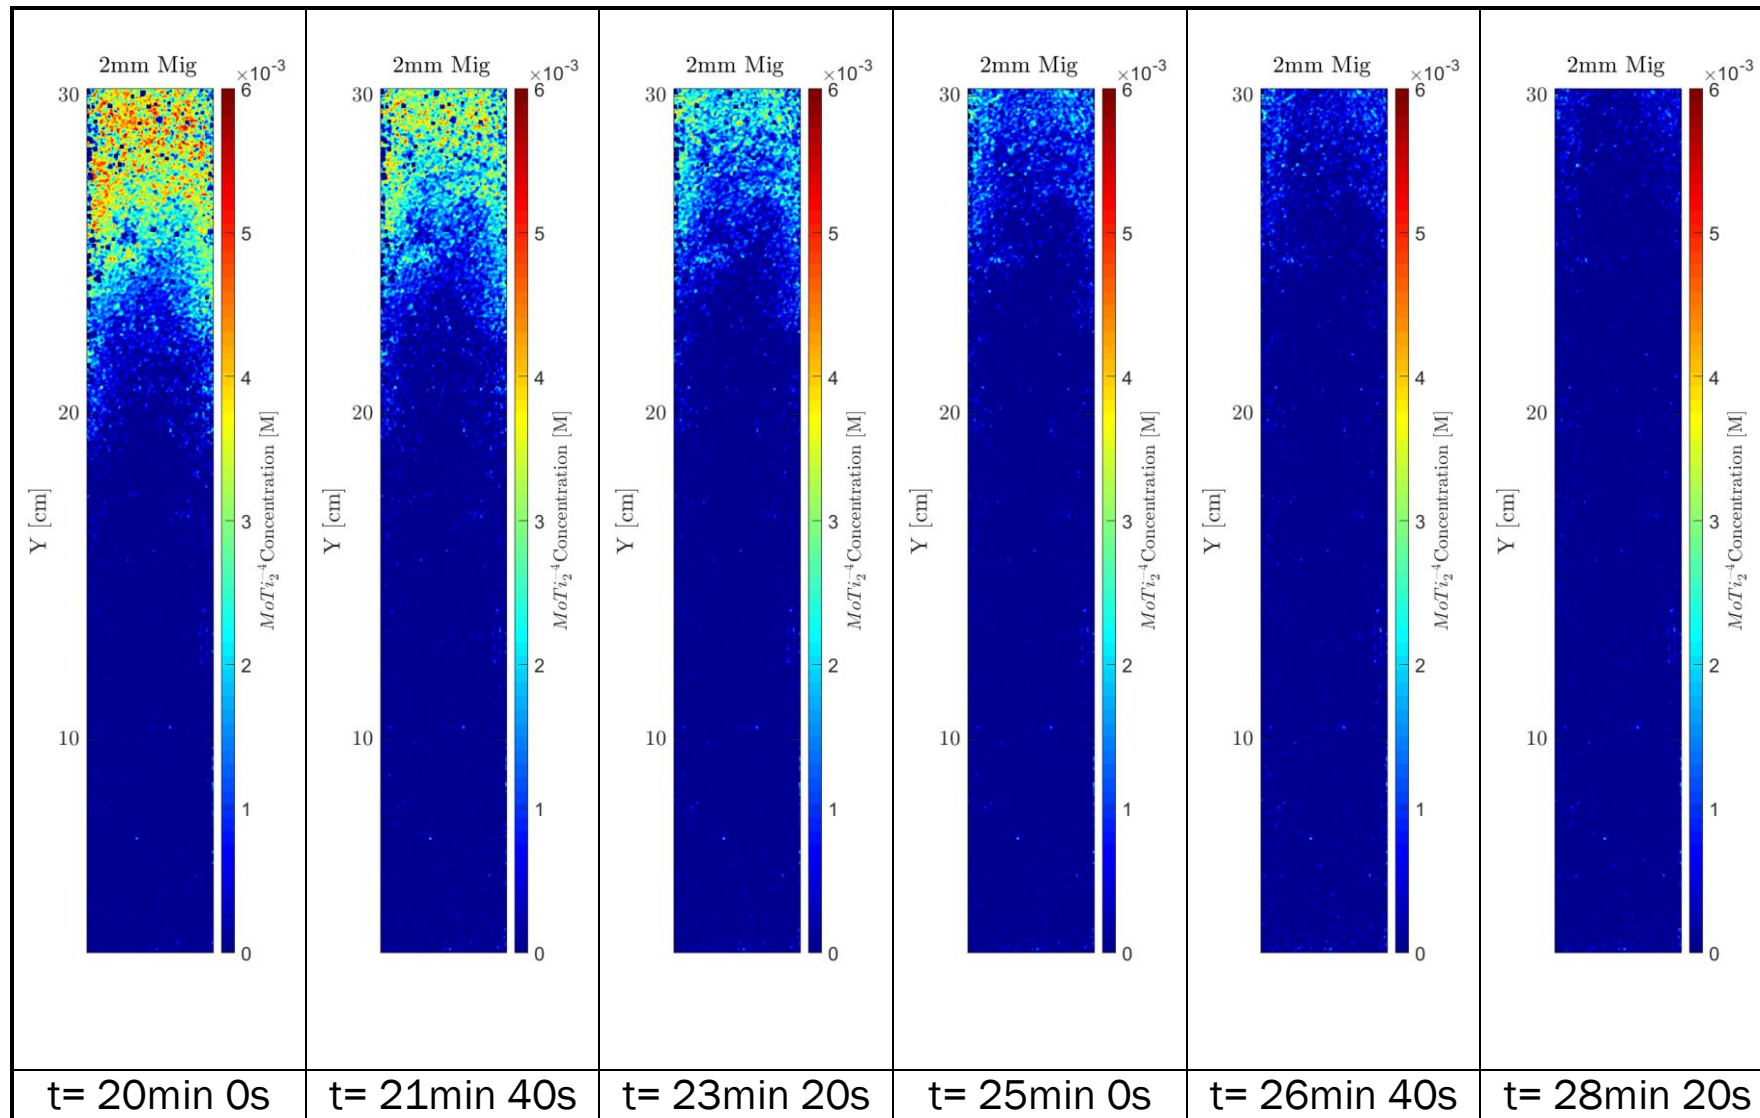 2mm Mig
×10-3
30
20
10
Y [cm]
6
5
4
3
2
1
0
MoTi2-4Concentration [M]
t= 20min 0s
2mm Mig
×10-3
30
20
10
Y [cm]
6
5
4
3
2
1
0
MoTi2-4Concentration [M]
t= 21min 40s
2mm Mig
×10-3
30
20
10
Y [cm]
6
5
4
3
2
1
0
MoTi2-4Concentration [M]
t= 23min 20s
2mm Mig
×10-3
30
20
10
Y [cm]
6
5
4
3
2
1
0
MoTi2-4Concentration [M]
t= 25min 0s
2mm Mig
×10-3
30
20
10
Y [cm]
6
5
4
3
2
1
0
MoTi2-4Concentration [M]
t= 26min 40s
2mm Mig
×10-3
30
20
10
Y [cm]
6
5
4
3
2
1
0
MoTi2-4Concentration [M]
t= 28min 20s